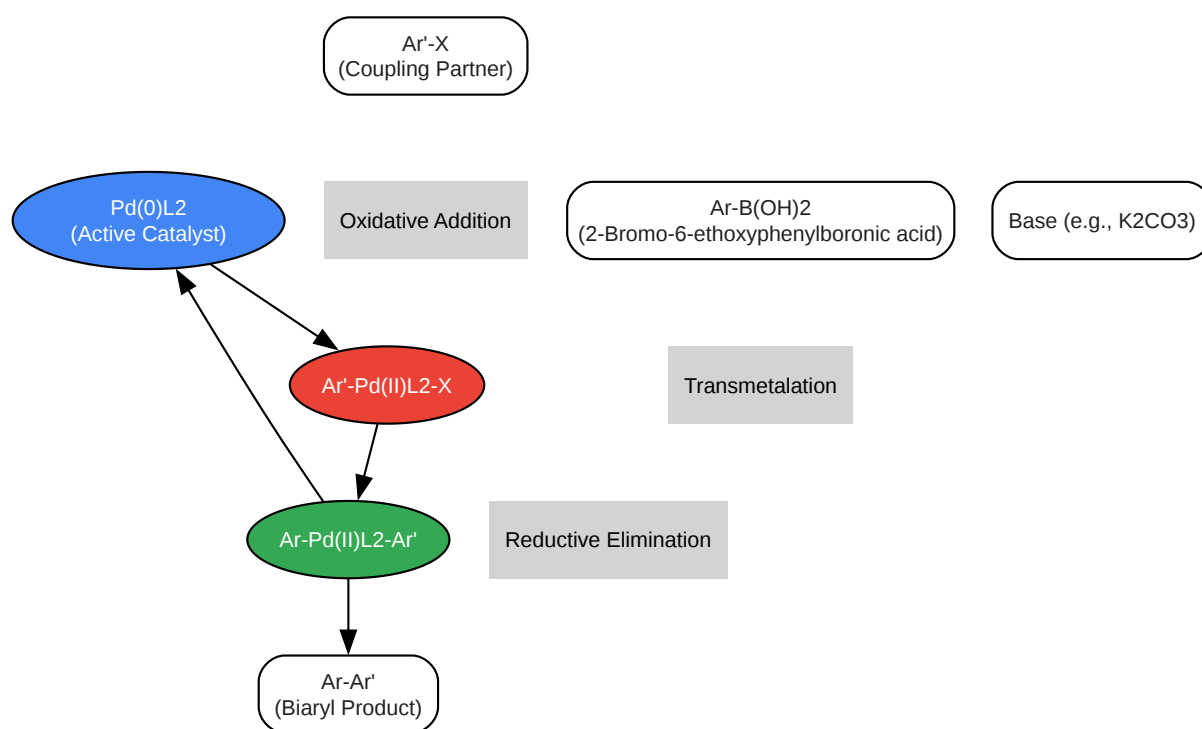 Ar'-X
(Coupling Partner)
Pd(0)L2
(Active Catalyst)
Oxidative Addition
Ar-B(OH)2
(2-Bromo-6-ethoxyphenylboronic acid)
Base (e.g., K2CO3)
Ar'-Pd(II)L2-X
Transmetalation
Ar-Pd(II)L2-Ar'
Reductive Elimination
Ar-Ar'
(Biaryl Product)